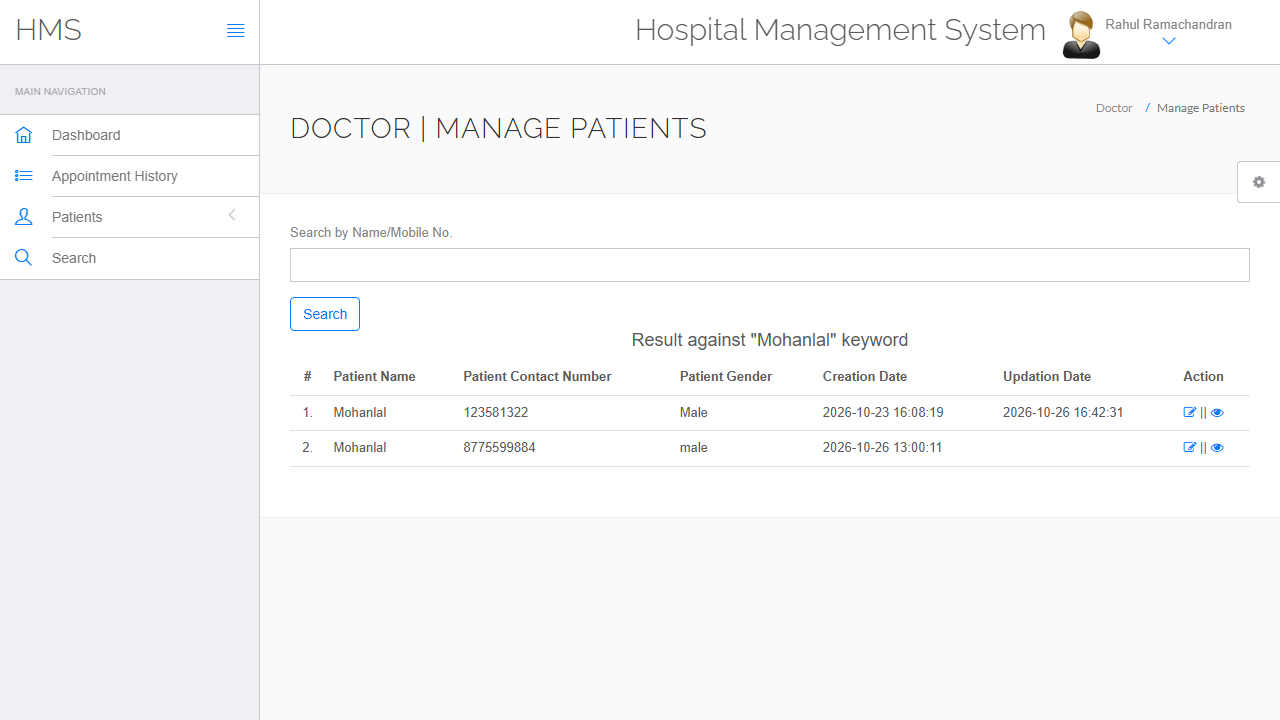 HMS
Hospital Management System
Rahul Ramachandran
MAIN NAVIGATION
Dashboard
Appointment History
Patients
Search
DOCTOR | MANAGE PATIENTS
Doctor / Manage Patients
Search by Name/Mobile No.
Search
Result against "Mohanlal" keyword
# Patient Name Patient Contact Number Patient Gender Creation Date Updation Date Action
1. Mohanlal 123581322 Male 2026-10-23 16:08:19 2026-10-26 16:42:31 ||
2. Mohanlal 8775599884 male 2026-10-26 13:00:11 ||